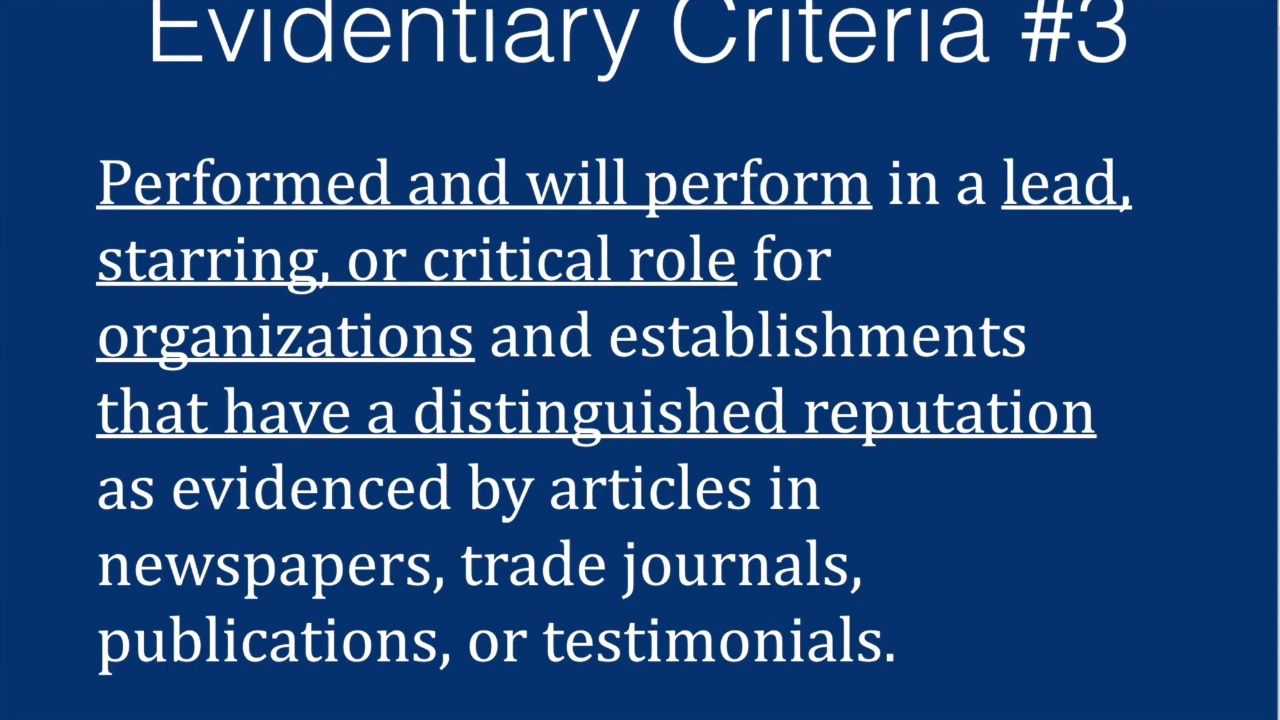 Evidentiary Criteria #3
Performed and will perform in a lead,
starring, or critical role for
organizations and establishments
that have a distinguished reputation
as evidenced by articles in
newspapers, trade journals,
publications, or testimonials.